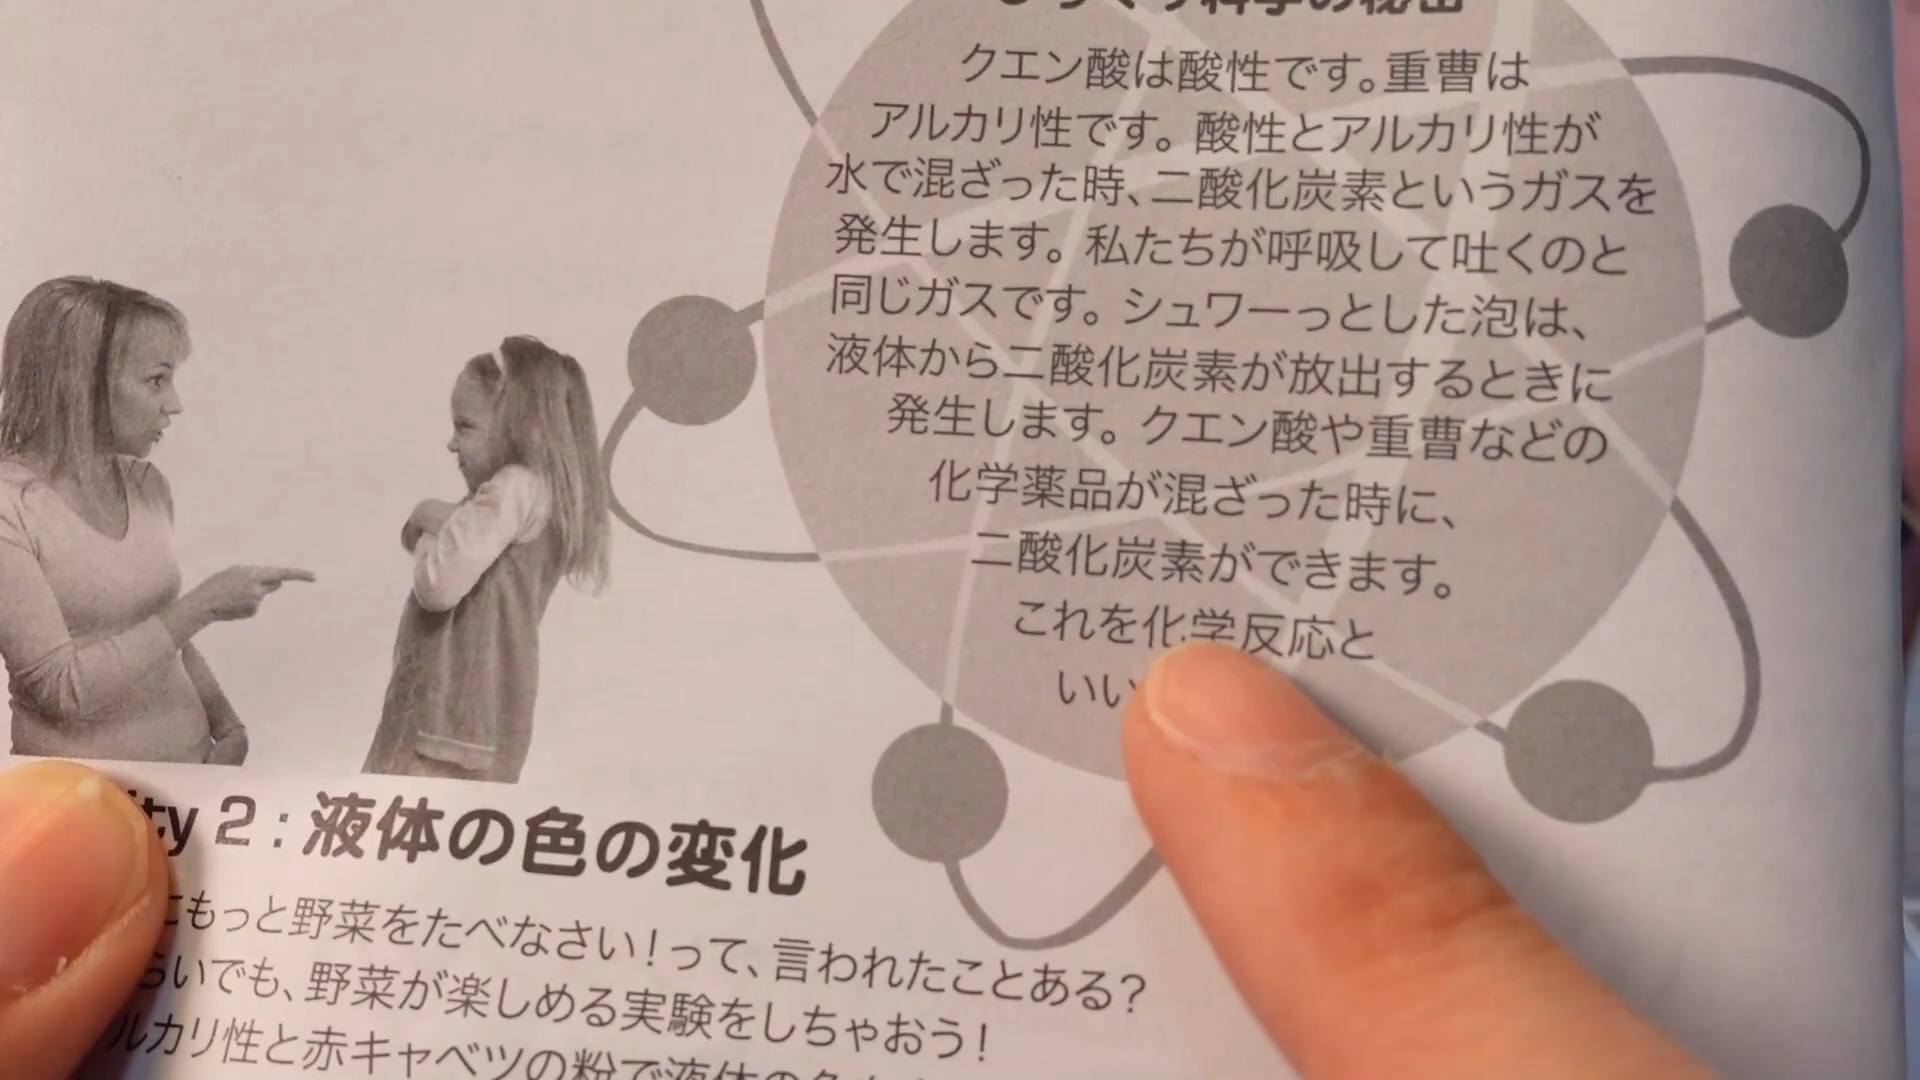 科学の秘密
クエン酸は酸性です。重曹は
アルカリ性です。酸性とアルカリ性が
水で混ざった時、二酸化炭素というガスを
発生します。私たちが呼吸して吐くのと
同じガスです。シュワーっとした泡は、
液体から二酸化炭素が放出するときに
発生します。クエン酸や重曹などの
化学薬品が混ざった時に、
二酸化炭素ができます。
これを化学反応と
いい
ity 2 : 液体の色の変化
もっと野菜をたべなさい！って、言われたことある？
らいでも、野菜が楽しめる実験をしちゃおう！
ルカリ性と赤キャベツの粉で液体の色